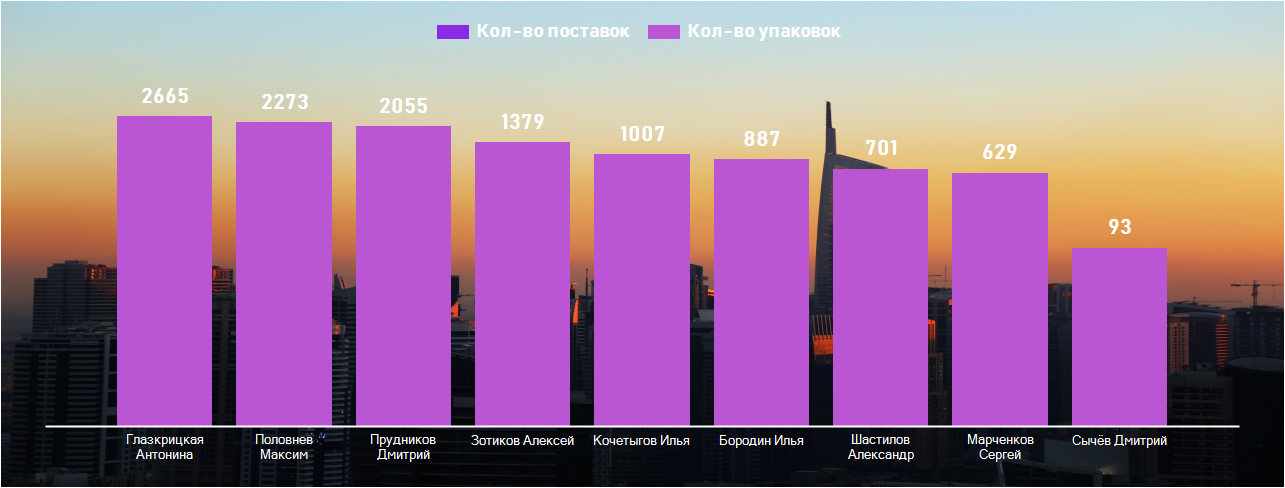 Кол-во поставок Кол-во упаковок
2665
2273
2055
1379
1007
887
701
629
93
Глазкрицкая
Антонина
Половнев
Максим
Прудников
Дмитрий
Зотиков Алексей
Кочетыгов Илья
Бородин Илья
Шастилов
Александр
Марченков
Сергей
Сычёв Дмитрий